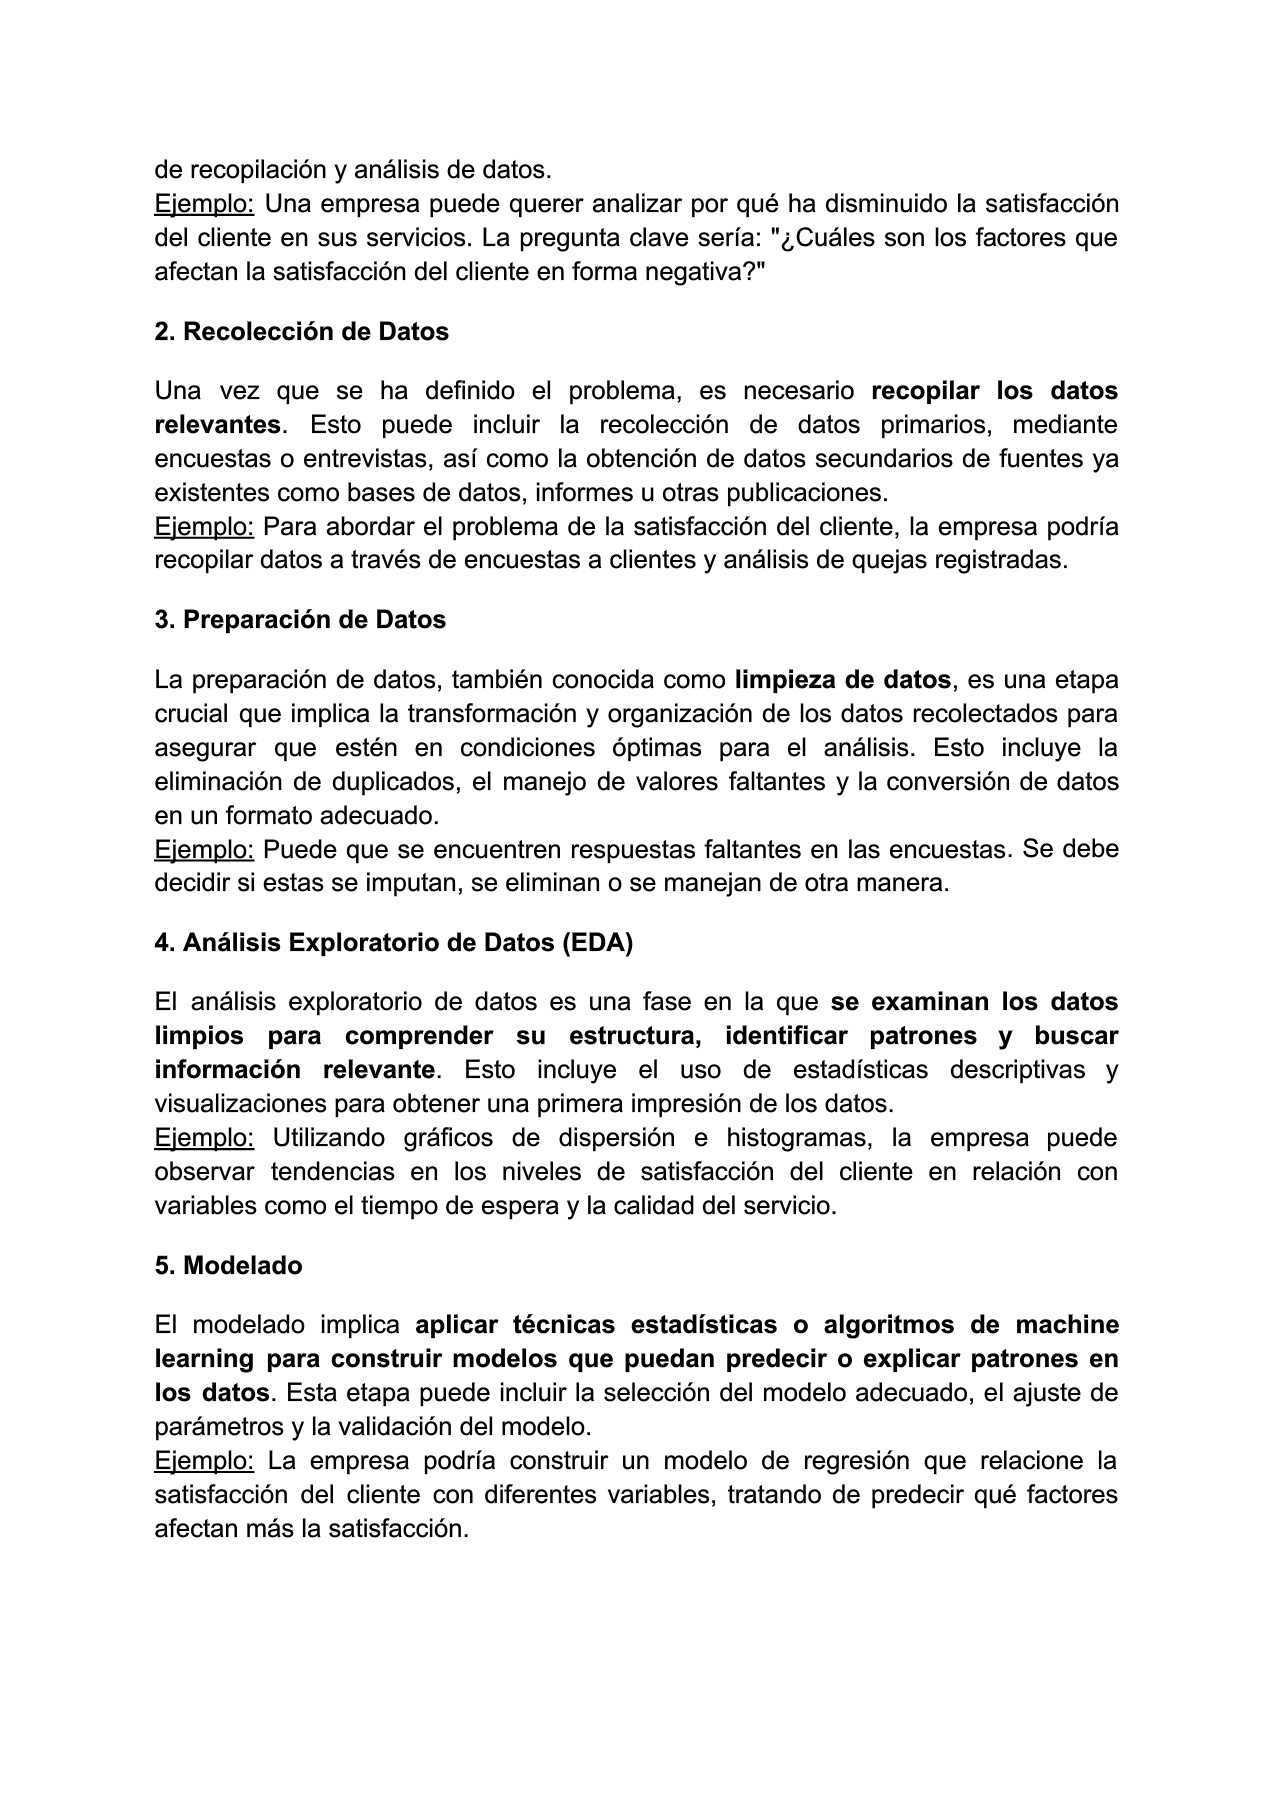 de recopilación y análisis de datos.
Ejemplo: Una empresa puede querer analizar por qué ha disminuido la satisfacción
del cliente en sus servicios. La pregunta clave sería: "¿Cuáles son los factores que
afectan la satisfacción del cliente en forma negativa?"
2. Recolección de Datos
Una vez que se ha definido el problema, es necesario recopilar los datos
relevantes. Esto puede incluir la recolección de datos primarios, mediante
encuestas o entrevistas, así como la obtención de datos secundarios de fuentes ya
existentes como bases de datos, informes u otras publicaciones.
Ejemplo: Para abordar el problema de la satisfacción del cliente, la empresa podría
recopilar datos a través de encuestas a clientes y análisis de quejas registradas.
3. Preparación de Datos
La preparación de datos, también conocida como limpieza de datos, es una etapa
crucial que implica la transformación y organización de los datos recolectados para
asegurar que estén en condiciones óptimas para el análisis. Esto incluye la
eliminación de duplicados, el manejo de valores faltantes y la conversión de datos
en un formato adecuado.
Ejemplo: Puede que se encuentren respuestas faltantes en las encuestas. Se debe
decidir si estas se imputan, se eliminan o se manejan de otra manera.
4. Análisis Exploratorio de Datos (EDA)
El análisis exploratorio de datos es una fase en la que se examinan los datos
limpios para comprender su estructura, identificar patrones y buscar
información relevante. Esto incluye el uso de estadísticas descriptivas y
visualizaciones para obtener una primera impresión de los datos.
Ejemplo: Utilizando gráficos de dispersión e histogramas, la empresa puede
observar tendencias en los niveles de satisfacción del cliente en relación con
variables como el tiempo de espera y la calidad del servicio.
5. Modelado
El modelado implica aplicar técnicas estadísticas o algoritmos de machine
learning para construir modelos que puedan predecir o explicar patrones en
los datos. Esta etapa puede incluir la selección del modelo adecuado, el ajuste de
parámetros y la validación del modelo.
Ejemplo: La empresa podría construir un modelo de regresión que relacione la
satisfacción del cliente con diferentes variables, tratando de predecir qué factores
afectan más la satisfacción.